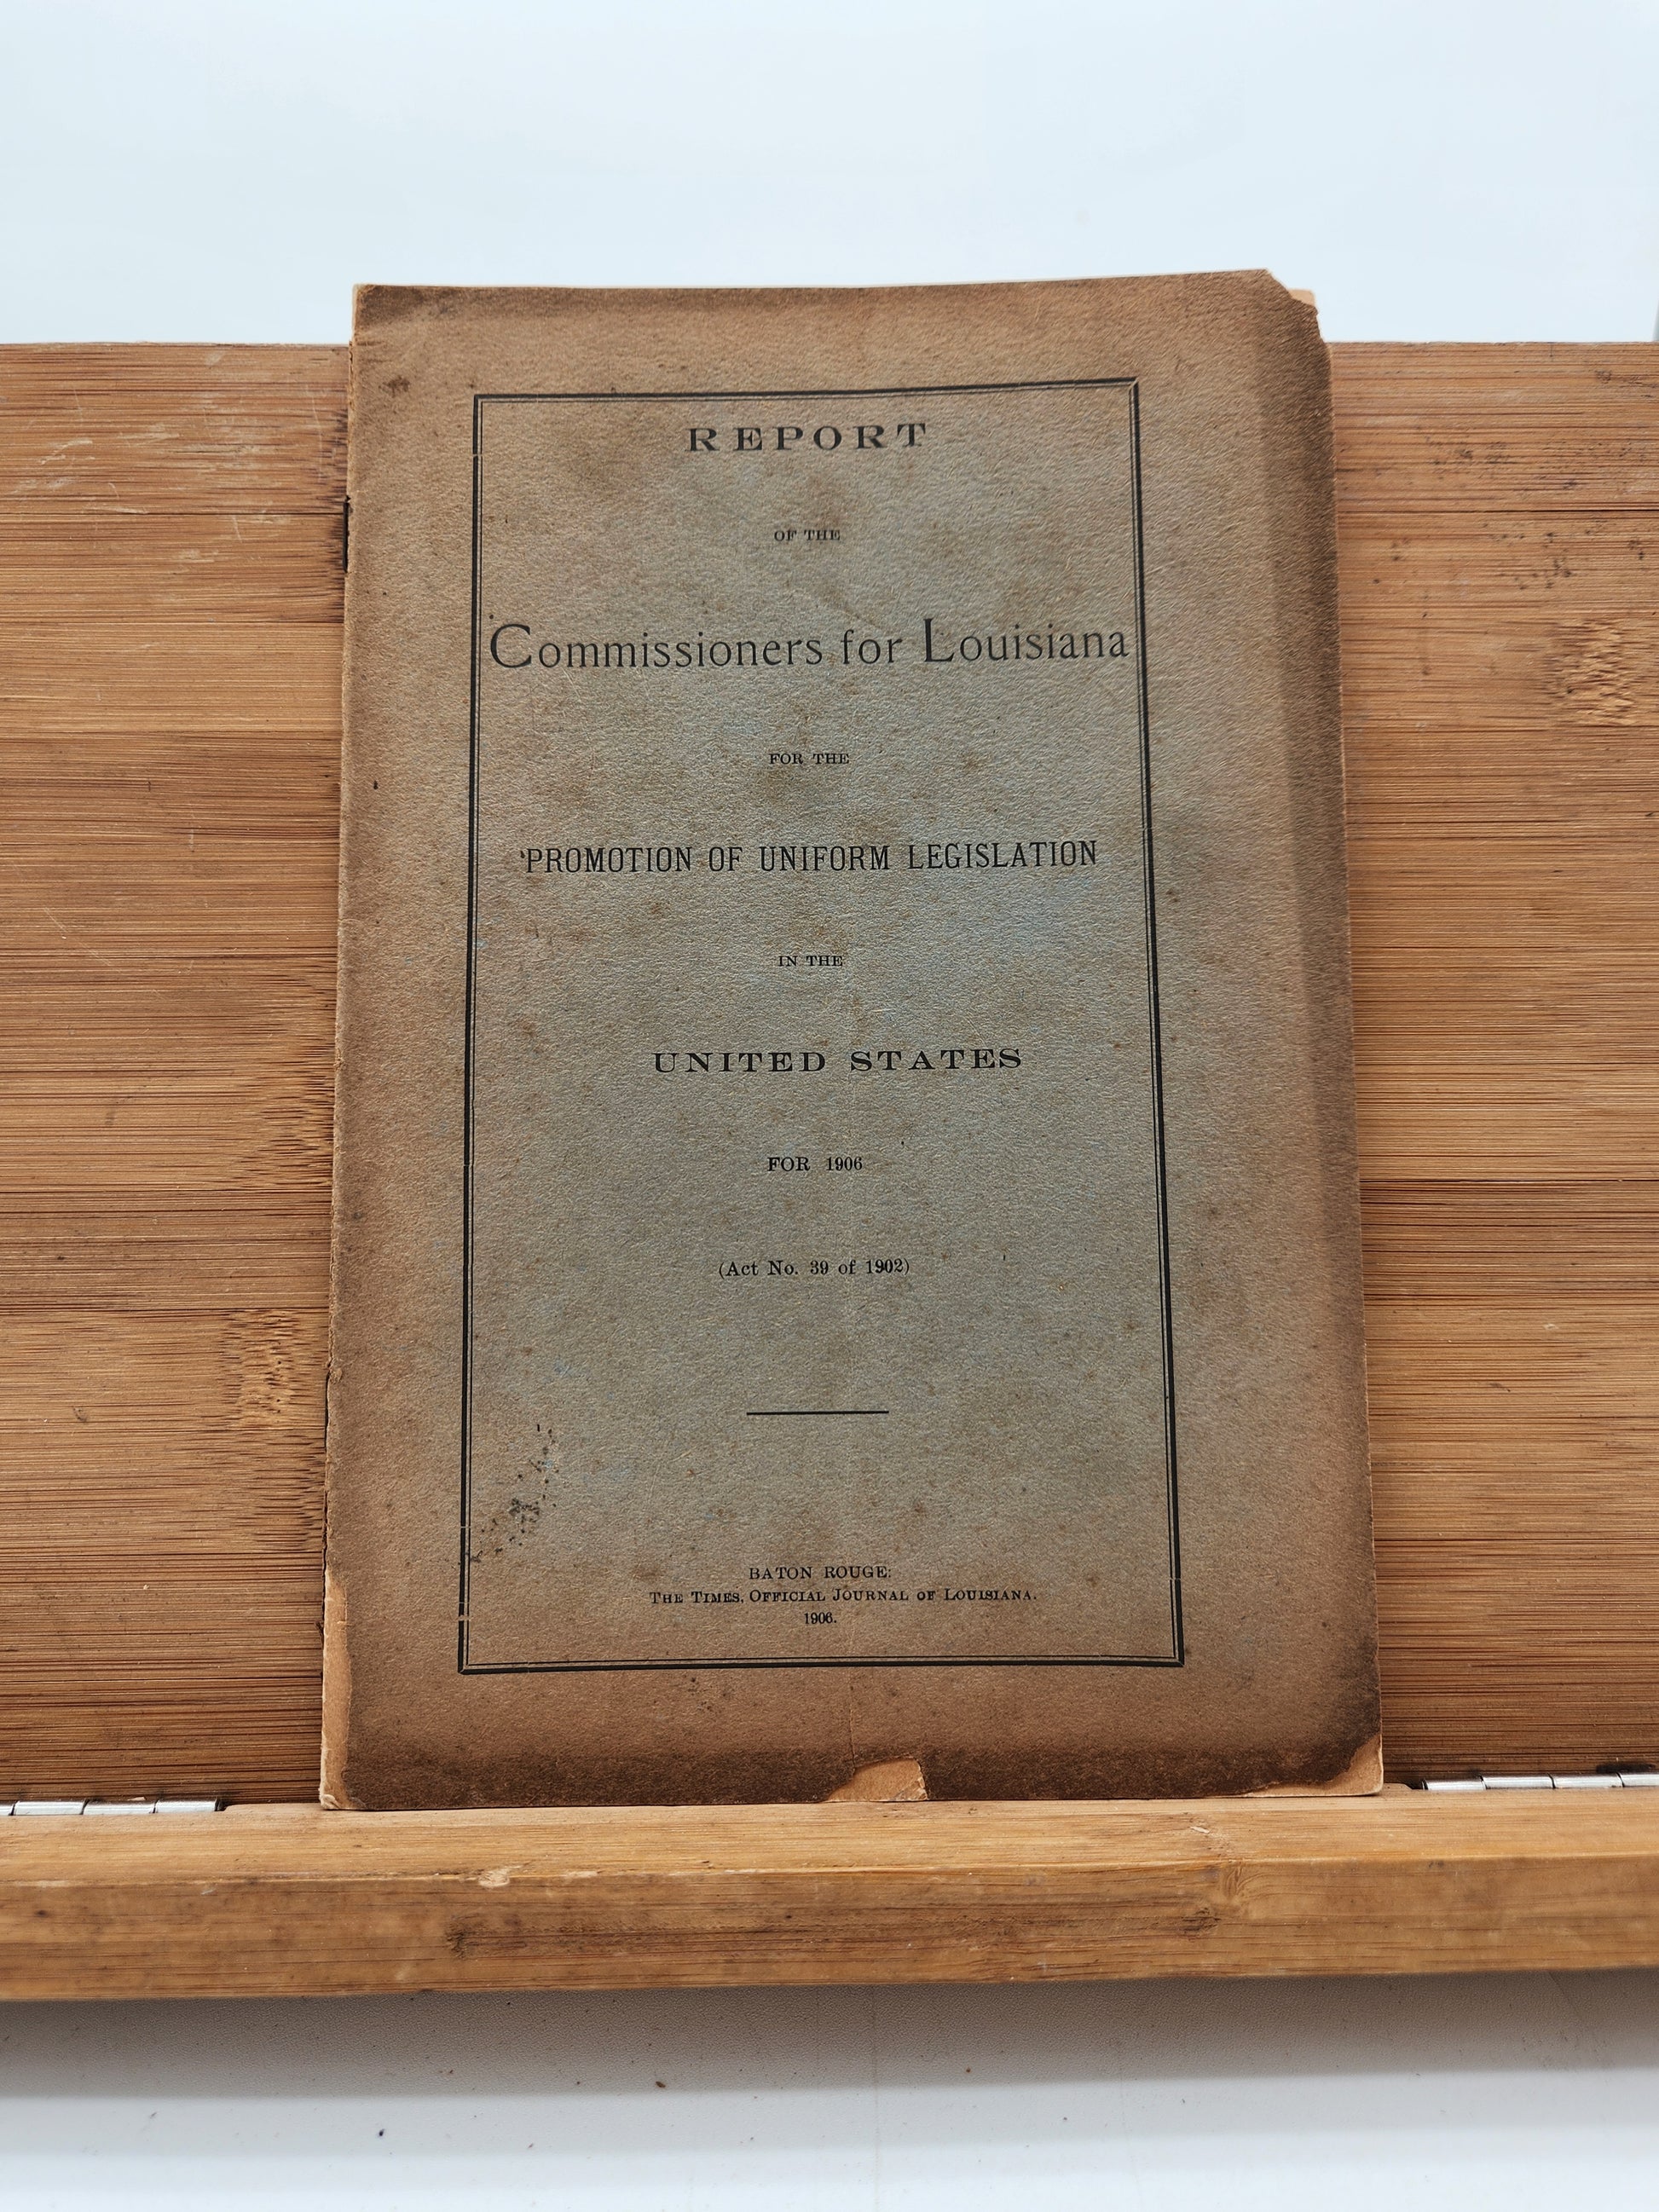 REPORT
OF THE
Commissioners for Louisiana
FOR THE
PROMOTION OF UNIFORM LEGISLATION
IN THE
UNITED STATES
FOR 1906
(Act No. 39 of 1902)
BATON ROUGE:
THE TIMES, OFFICIAL JOURNAL OF LOUISIANA.
1906.